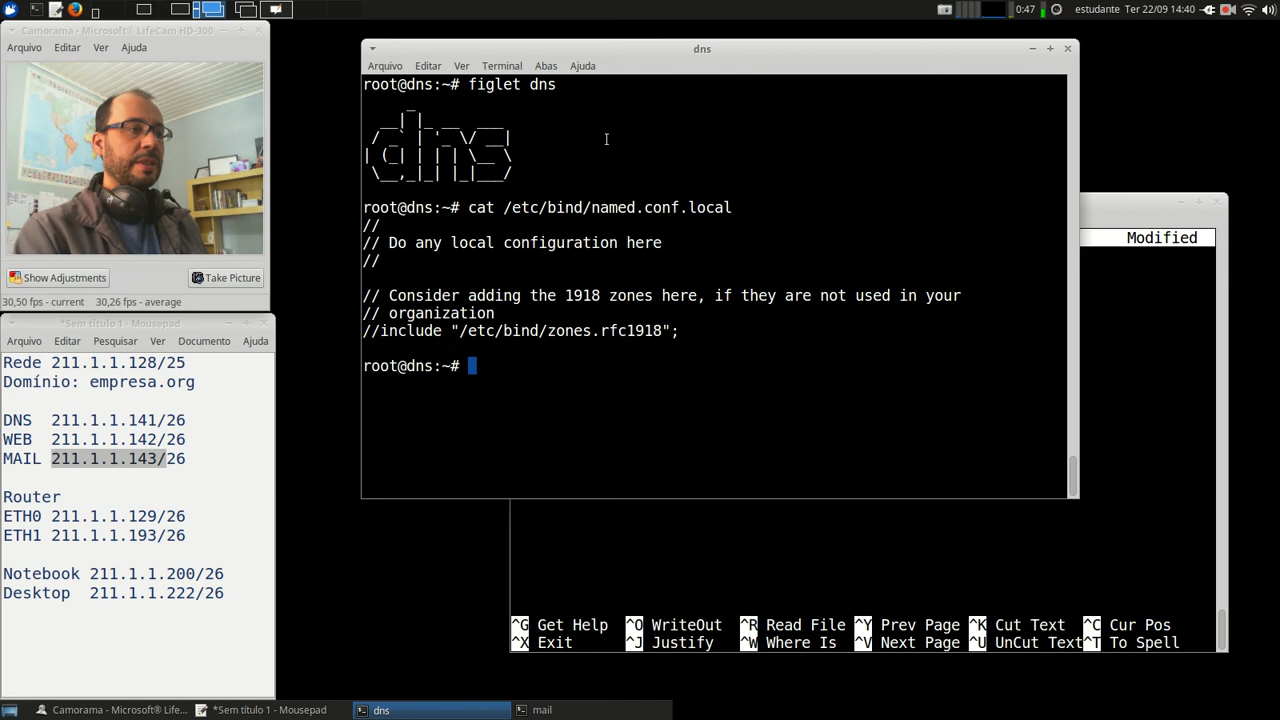 0:47 estudante Ter 22/09 14:40
Camorama - Microsoft® LifeCam HD-300
Arquivo Editar Ver Ajuda
Show Adjustments Take Picture
30,50 fps - current 30,26 fps - average
*Sem título 1 - Mousepad
Arquivo Editar Pesquisar Ver Documento Ajuda
Rede 211.1.1.128/25
Domínio: empresa.org
DNS 211.1.1.141/26
WEB 211.1.1.142/26
MAIL 211.1.1.143/26
Router
ETH0 211.1.1.129/26
ETH1 211.1.1.193/26
Notebook 211.1.1.200/26
Desktop 211.1.1.222/26
dns
Arquivo Editar Ver Terminal Abas Ajuda
root@dns:~# figlet dns
dns
root@dns:~# cat /etc/bind/named.conf.local
//
// Do any local configuration here
//
// Consider adding the 1918 zones here, if they are not used in your
// organization
//include "/etc/bind/zones.rfc1918";
root@dns:~#
Modified
^G Get Help ^O WriteOut ^R Read File ^Y Prev Page ^K Cut Text ^C Cur Pos
^X Exit ^J Justify ^W Where Is ^V Next Page ^U UnCut Text ^T To Spell
Camorama - Microsoft® Life... *Sem título 1 - Mousepad dns mail